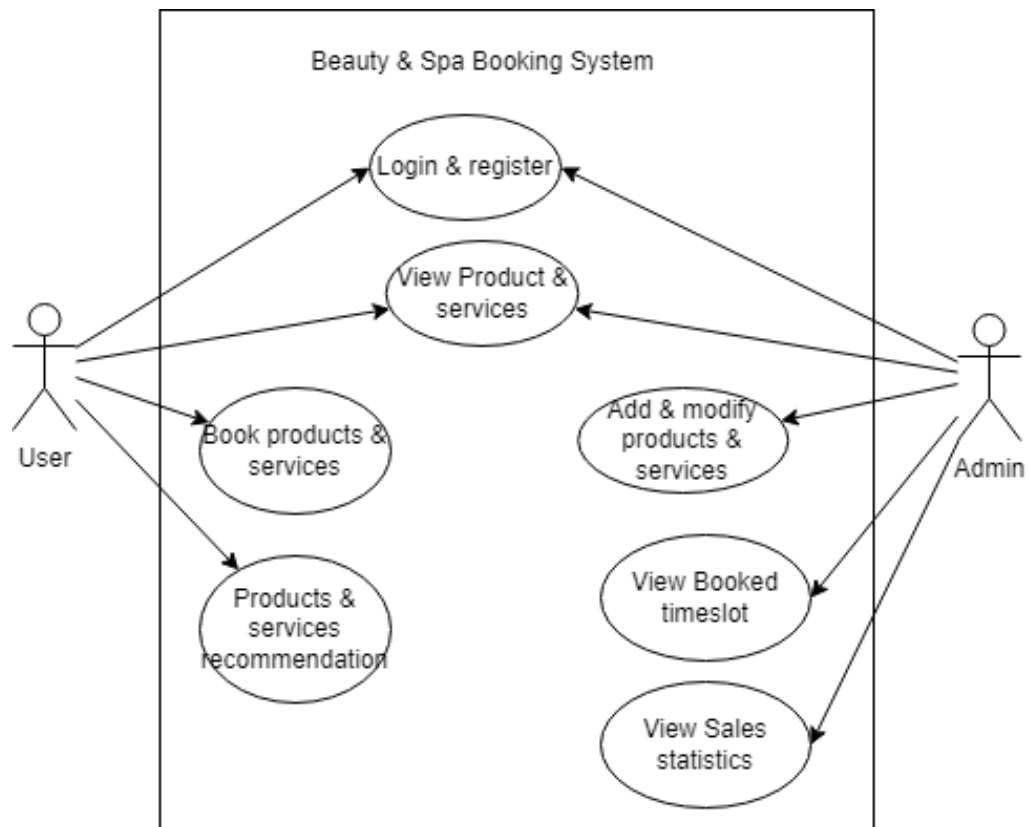 Beauty & Spa Booking System
Login & register
View Product &
services
User
Book products &
services
Add & modify
products &
services
Admin
Products &
services
recommendation
View Booked
timeslot
View Sales
statistics